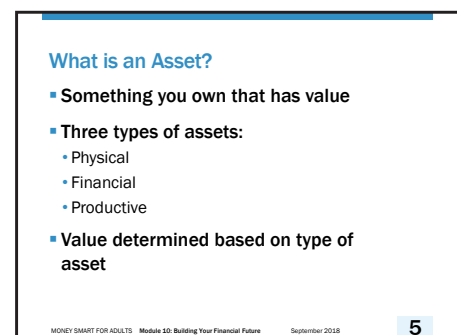 What is an Asset?
▪ Something you own that has value
▪ Three types of assets:
• Physical
• Financial
• Productive
▪ Value determined based on type of
asset
MONEY SMART FOR ADULTS Module 10: Building Your Financial Future September 2018 5